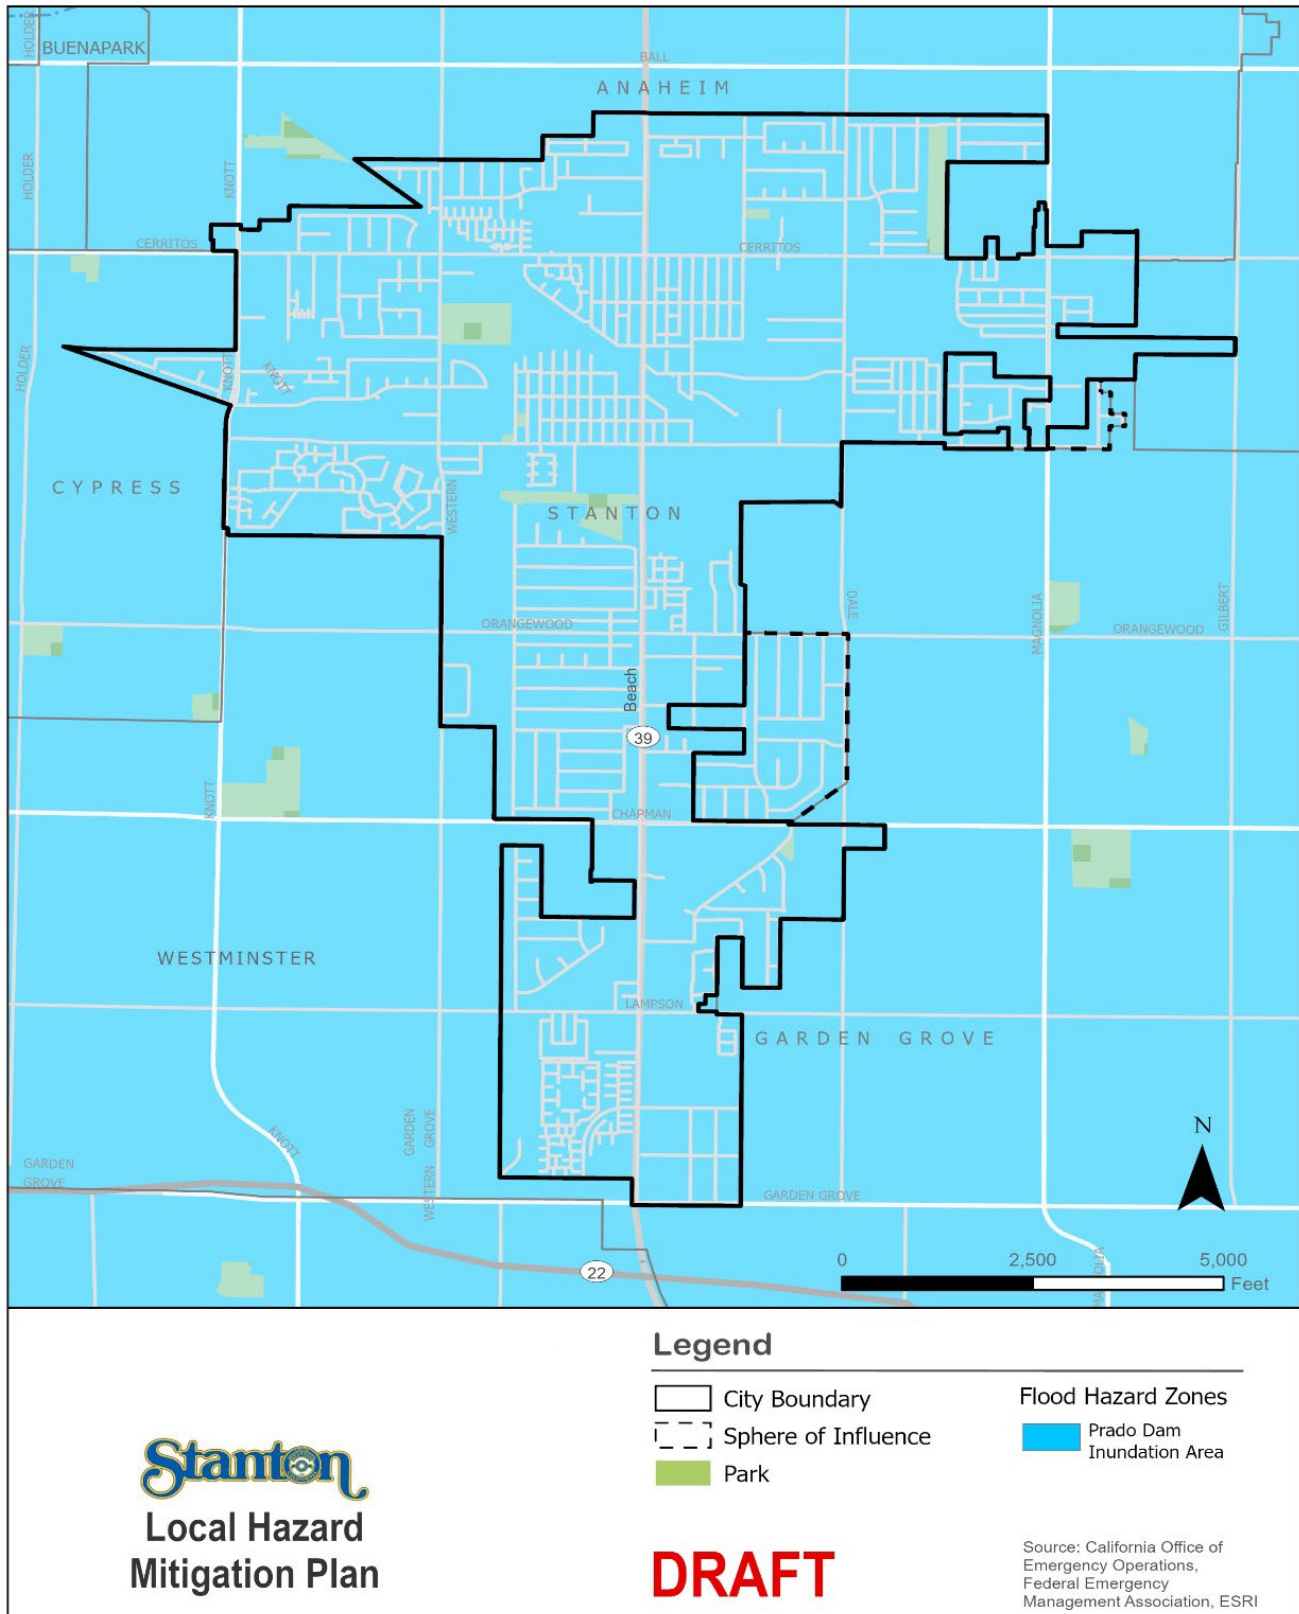 HOLDER
BUENAPARK
BALL
ANAHEIM
HOLDER
KNOTT
CERRITOS
CERRITOS
HOLDER
KNOTT
KNOTT
CYPRESS
WESTERN
STANTON
DALE
MAGNOLIA
GILBERT
ORANGEWOOD
ORANGEWOOD
Beach
39
KNOTT
CHAPMAN
WESTMINSTER
LAMPSON
GARDEN GROVE
GARDEN
GROVE
WESTERN
GROVE
KNOTT
N
GARDEN
GROVE
GARDEN GROVE
22
MAGNOLIA
0 2,500 5,000
Feet
Legend
City Boundary
Sphere of Influence
Park
Flood Hazard Zones
Prado Dam
Inundation Area
Stanton
Local Hazard
Mitigation Plan
DRAFT
Source: California Office of
Emergency Operations,
Federal Emergency
Management Association, ESRI